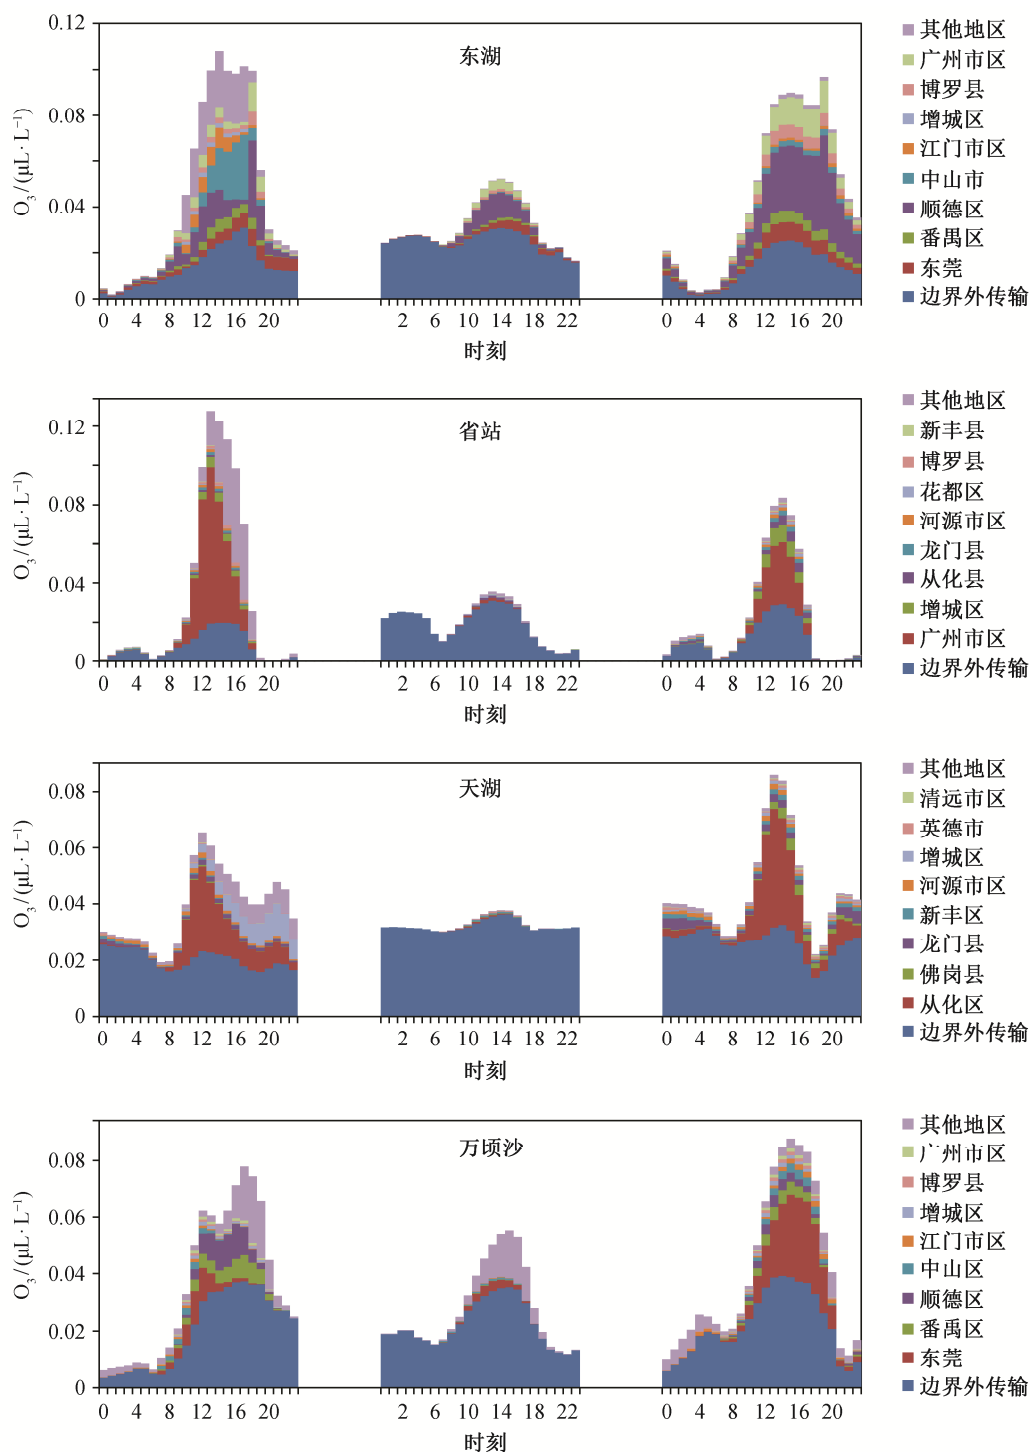 东湖
O3/(μL·L−1)
0.12
0.08
0.04
0
0 4 8 12 16 20 2 6 10 14 18 22 0 4 8 12 16 20
时刻
其他地区
广州市区
博罗县
增城区
江门市区
中山市
顺德区
番禺区
东莞
边界外传输
省站
O3/(μL·L−1)
0.12
0.08
0.04
0
0 4 8 12 16 20 2 6 10 14 18 22 0 4 8 12 16 20
时刻
其他地区
新丰县
博罗县
花都区
河源市区
龙门县
从化县
增城区
广州市区
边界外传输
天湖
O3/(μL·L−1)
0.08
0.06
0.04
0.02
0
0 4 8 12 16 20 2 6 10 14 18 22 0 4 8 12 16 20
时刻
其他地区
清远市区
英德市
增城区
河源市区
新丰区
龙门县
佛岗县
从化区
边界外传输
万顷沙
O3/(μL·L−1)
0.08
0.06
0.04
0.02
0
0 4 8 12 16 20 2 6 10 14 18 22 0 4 8 12 16 20
时刻
其他地区
广州市区
博罗县
增城区
江门市区
中山区
顺德区
番禺区
东莞
边界外传输